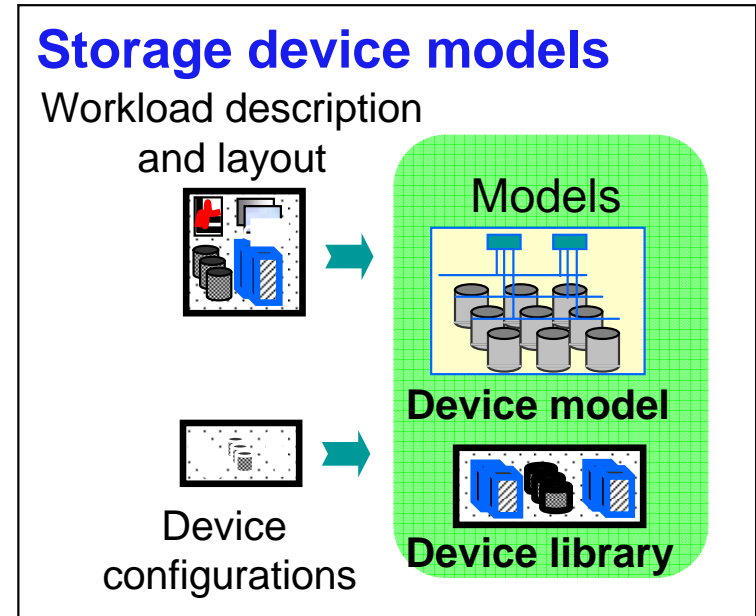 Storage device models
Workload description
and layout
Models
Device model
Device
configurations
Device library